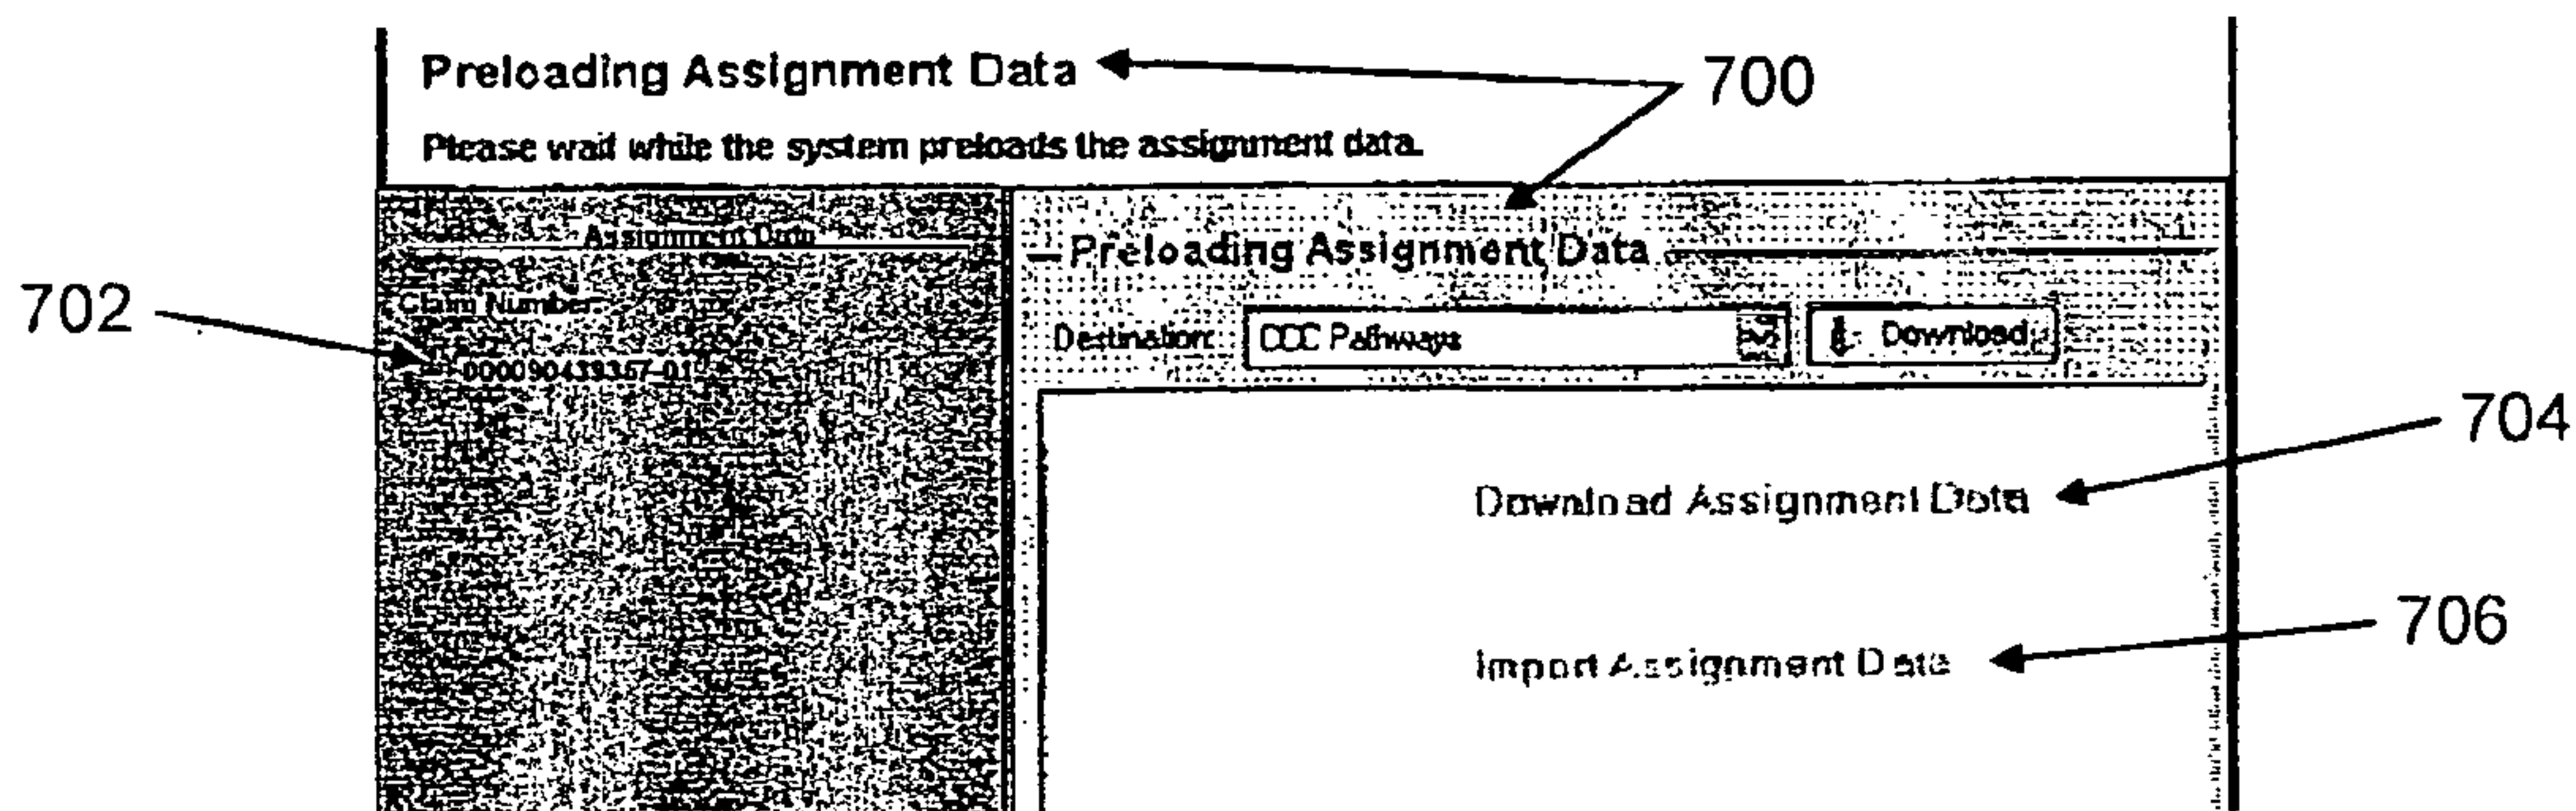 Preloading Assignment Data
700
Please wait while the system preloads the assignment data.
Assignment Data
Preloading Assignment Data
702
Claim Number
Destination: CCC Pathways Download
704
Download Assignment Data
706
Import Assignment Data